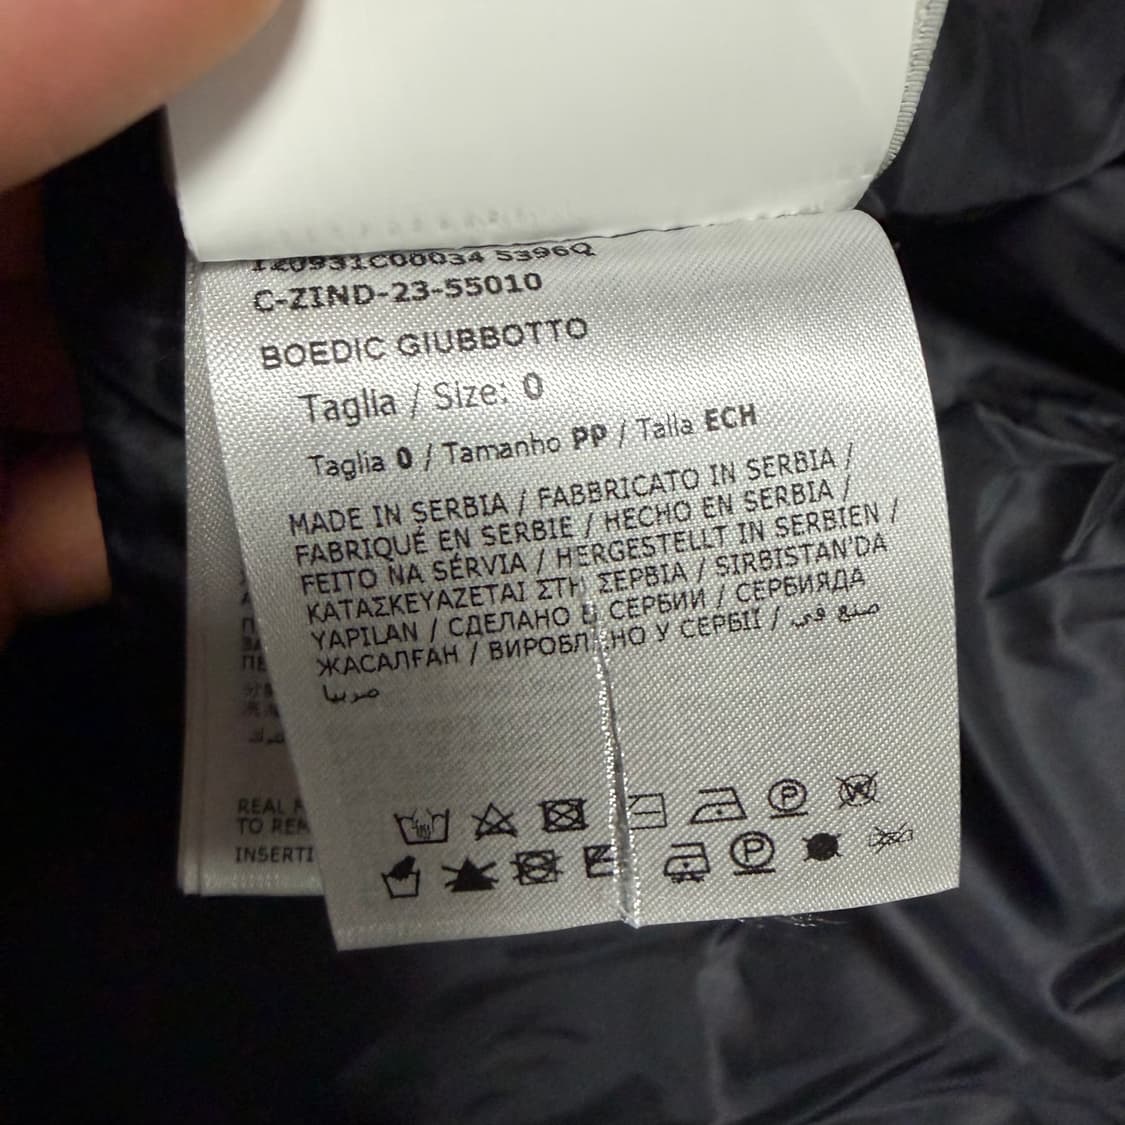 I20931C00034 5396Q
C-ZIND-23-55010
BOEDIC GIUBBOTTO
Taglia / Size: 0
Taglia 0 / Tamanho PP / Talla ECH
MADE IN SERBIA / FABBRICATO IN SERBIA /
FABRIQUÉ EN SERBIE / HECHO EN SERBIA /
FEITO NA SÉRVIA / HERGESTELLT IN SERBIEN /
ΚΑΤΑΣΚΕΥΑΖΕΤΑΙ ΣΤΗ ΣΕΡΒΙΑ / SIRBISTAN'DA
YAPILAN / СДЕЛАНО В СЕРБИИ / СЕРБИЯДА
ЖАСАЛҒАН / ВИРОБЛЕНО У СЕРБІЇ / صنع في
صربيا
REAL
TO
INSERTI